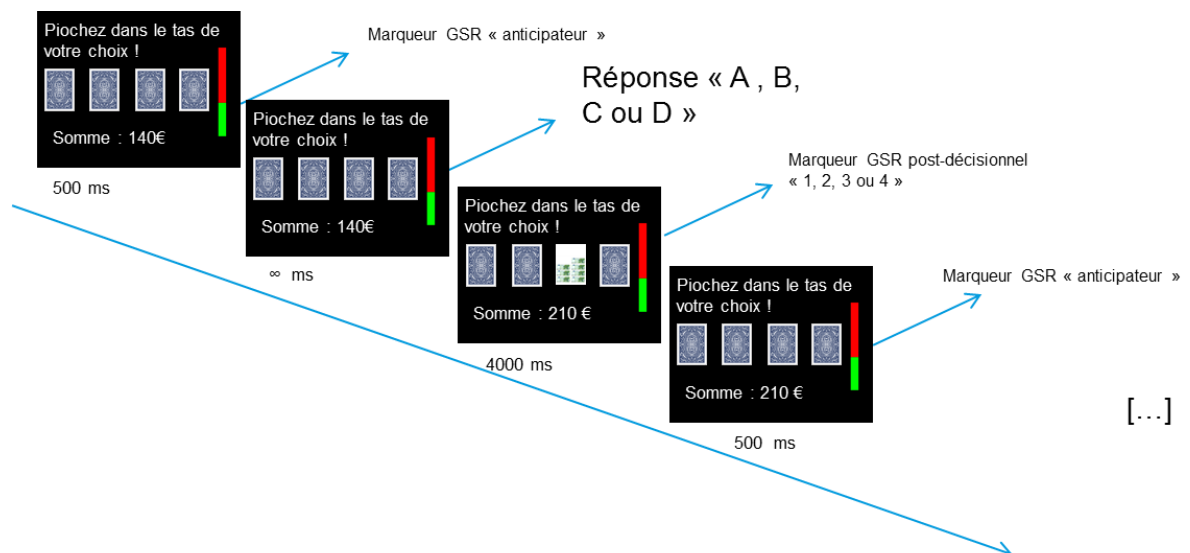 Piochez dans le tas de
votre choix !
Somme : 140€
500 ms
Marqueur GSR « anticipateur »
Piochez dans le tas de
votre choix !
Somme : 140€
∞ ms
Réponse « A , B,
C ou D »
Piochez dans le tas de
votre choix !
Somme : 210 €
4000 ms
Marqueur GSR post-décisionnel
« 1, 2, 3 ou 4 »
Piochez dans le tas de
votre choix !
Somme : 210 €
500 ms
Marqueur GSR « anticipateur »
[…]